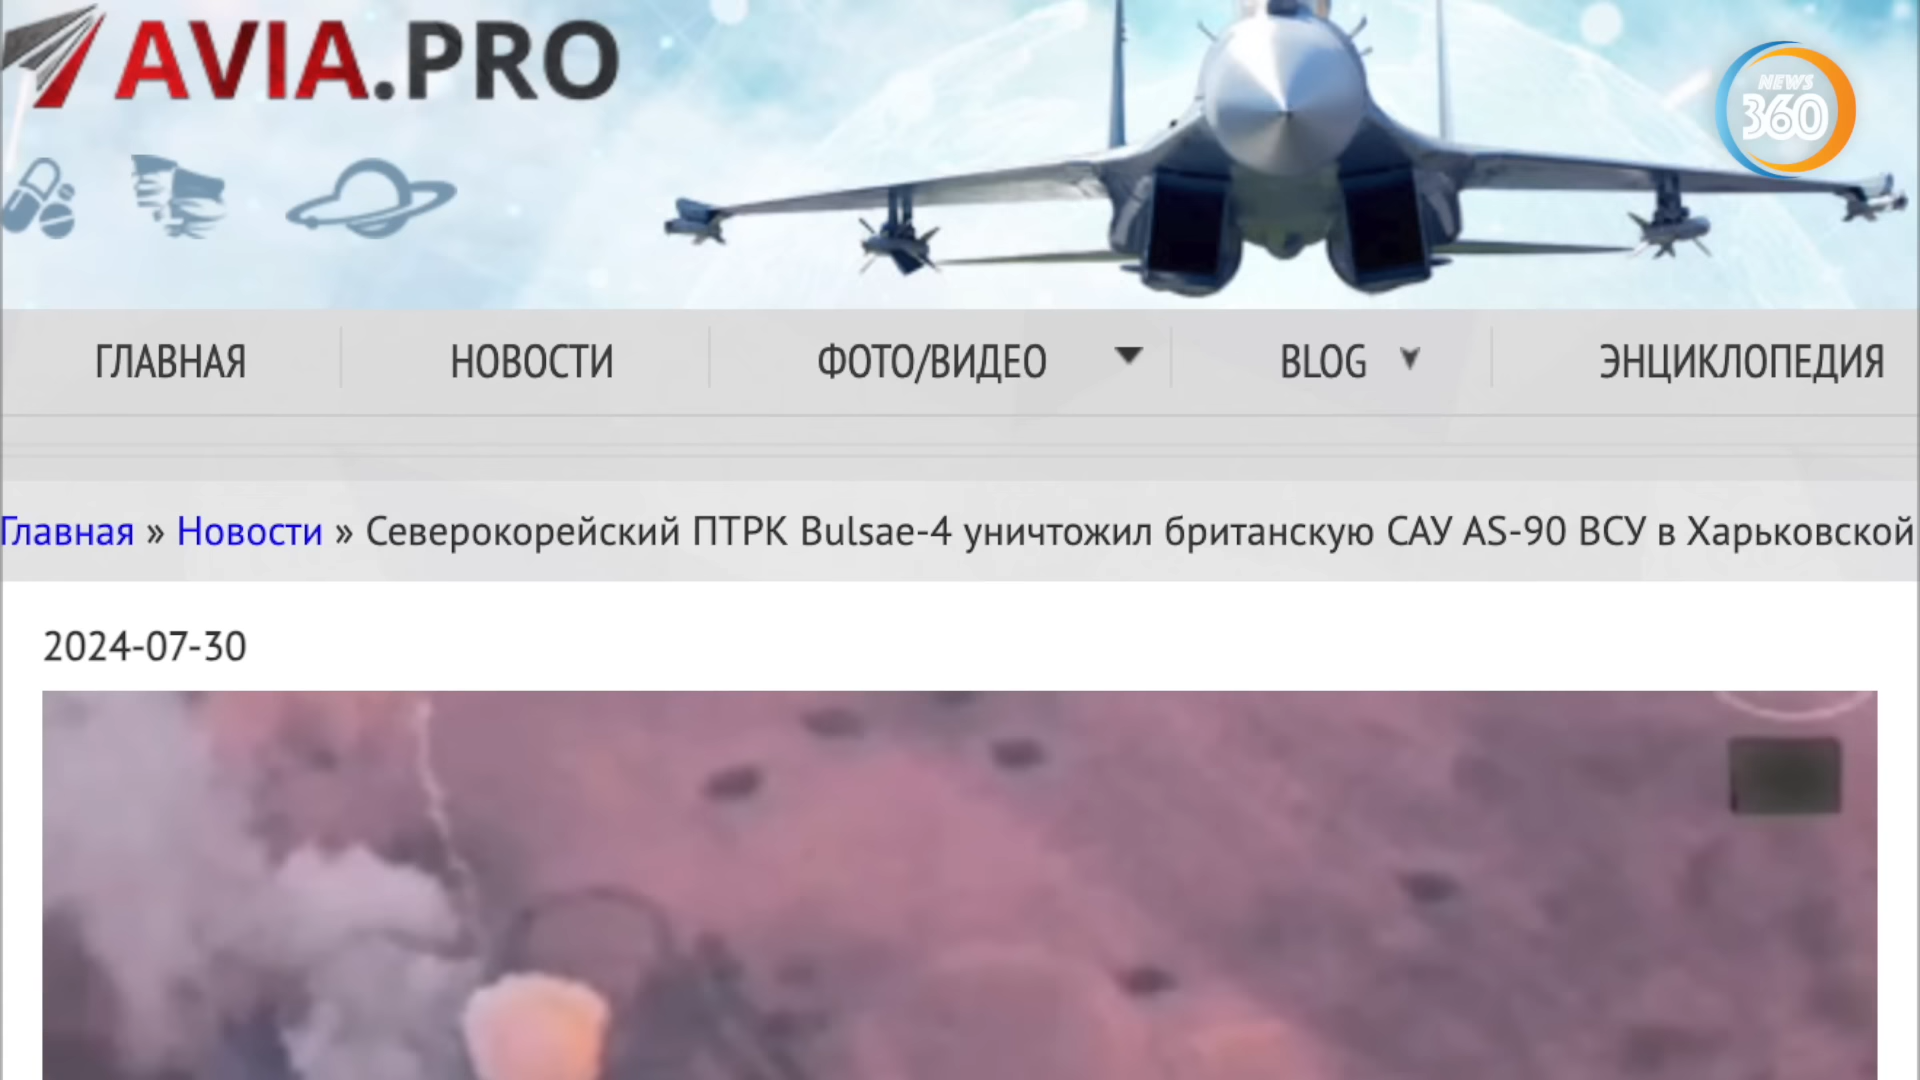 AVIA.PRO
NEWS
360
ГЛАВНАЯ
НОВОСТИ
ФОТО/ВИДЕО
BLOG
ЭНЦИКЛОПЕДИЯ
Главная » Новости » Северокорейский ПТРК Bulsae-4 уничтожил британскую САУ AS-90 ВСУ в Харьковской
2024-07-30